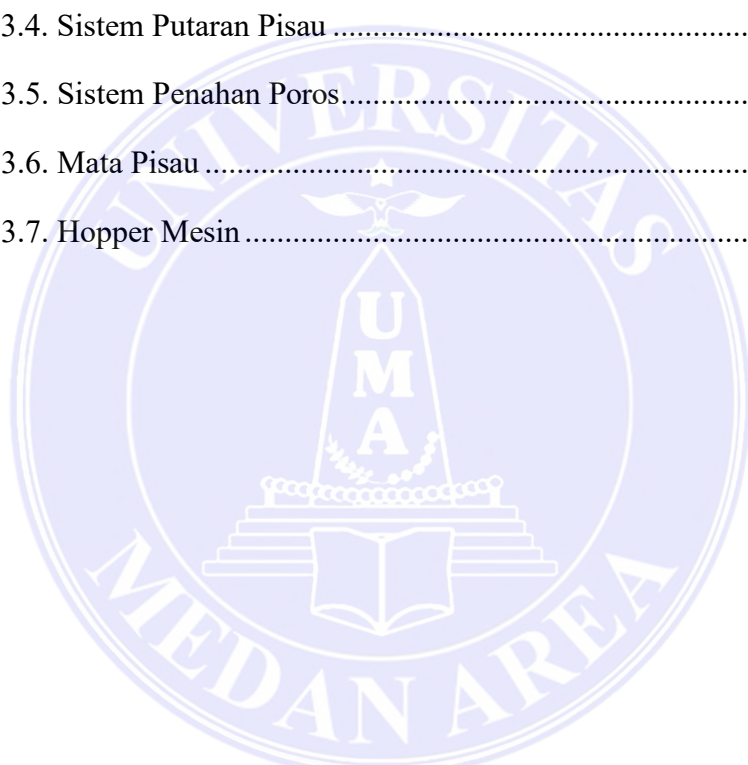 3.4. Sistem Putaran Pisau ....................................................
3.5. Sistem Penahan Poros...................................................
3.6. Mata Pisau ....................................................................
3.7. Hopper Mesin ...............................................................
UNIVERSITAS
UMA
MEDAN AREA